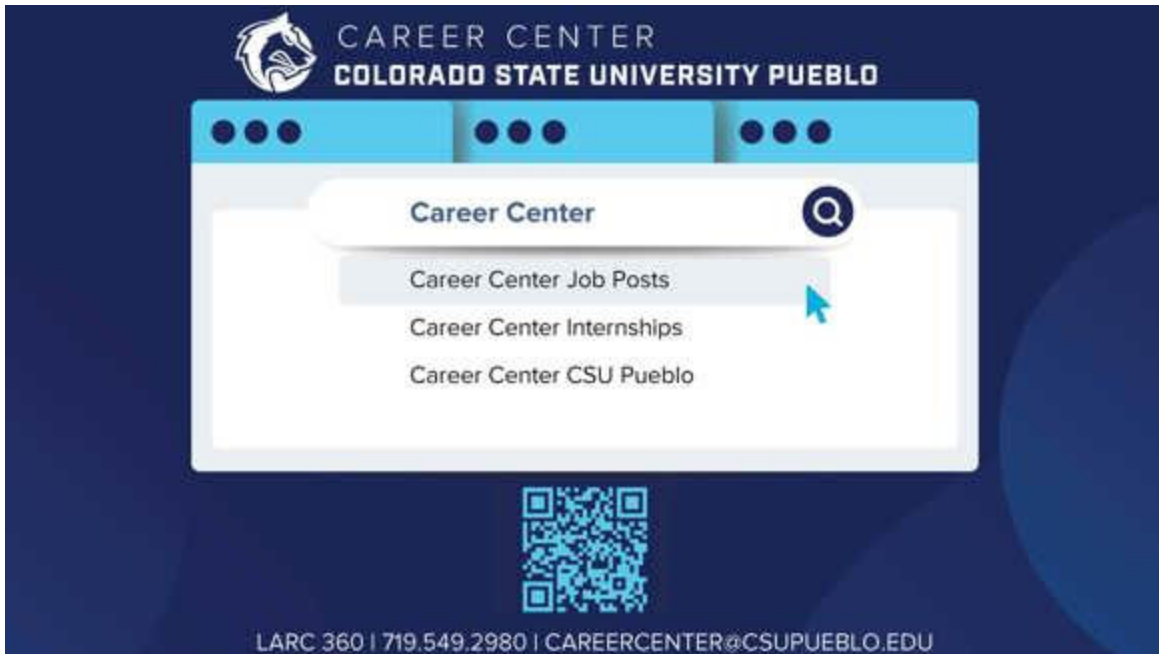 CAREER CENTER
COLORADO STATE UNIVERSITY PUEBLO
Career Center
Career Center Job Posts
Career Center Internships
Career Center CSU Pueblo
LARC 360 | 719.549.2980 | CAREERCENTER@CSUPUEBLO.EDU